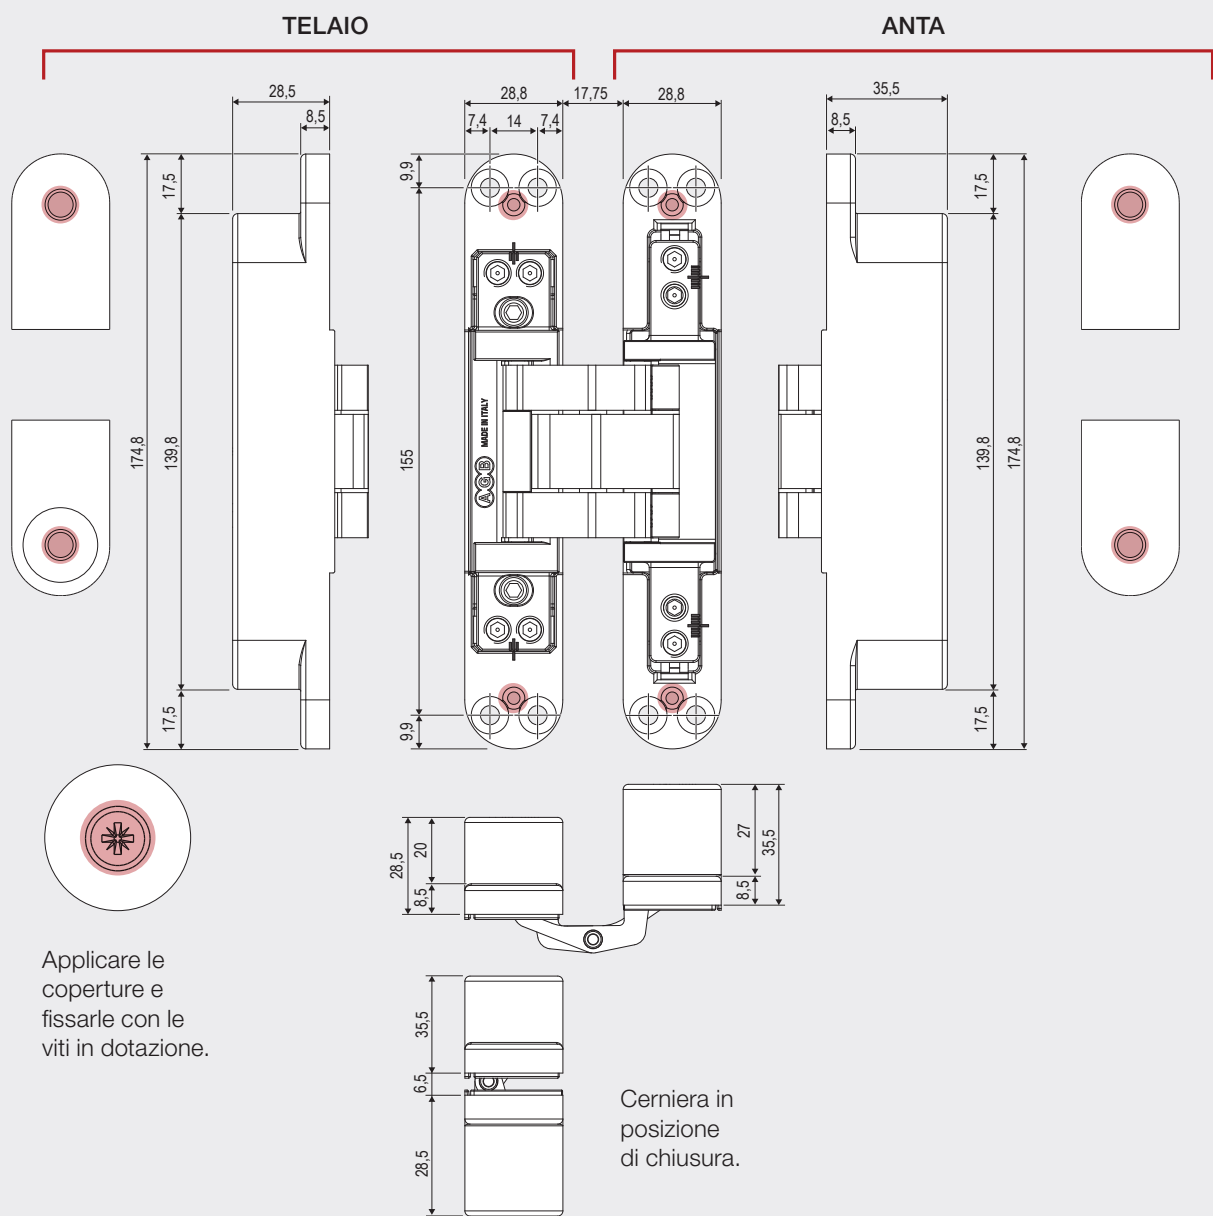 TELAIO
ANTA
28,5
8,5
28,8
17,75
28,8
7,4
14
7,4
35,5
8,5
17,5
9,9
17,5
174,8
139,8
155
MADE IN ITALY
AGB
139,8
174,8
17,5
9,9
17,5
28,5
20
8,5
27
35,5
8,5
Applicare le
coperture e
fissarle con le
viti in dotazione.
35,5
6,5
28,5
Cerniera in
posizione
di chiusura.